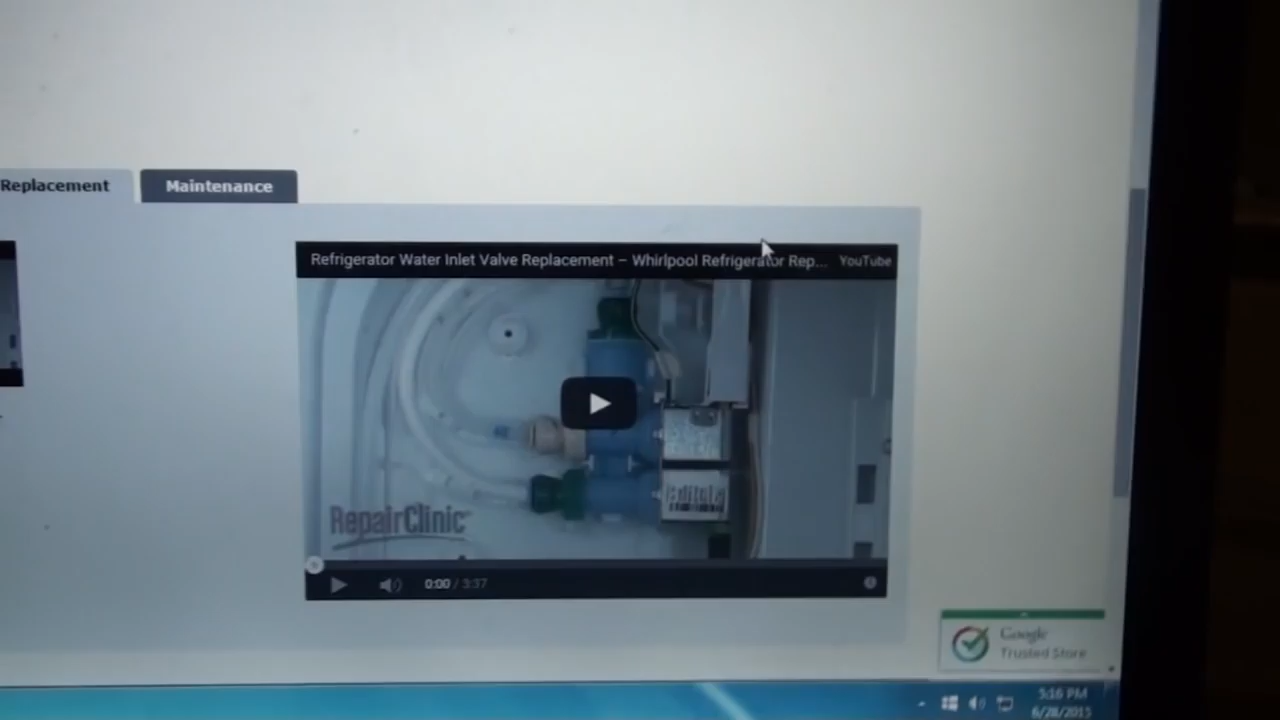 Replacement
Maintenance
Refrigerator Water Inlet Valve Replacement – Whirlpool Refrigerator Rep... YouTube
RepairClinic
0:00 / 3:37
Google
Trusted Store
5:16 PM
6/28/2015